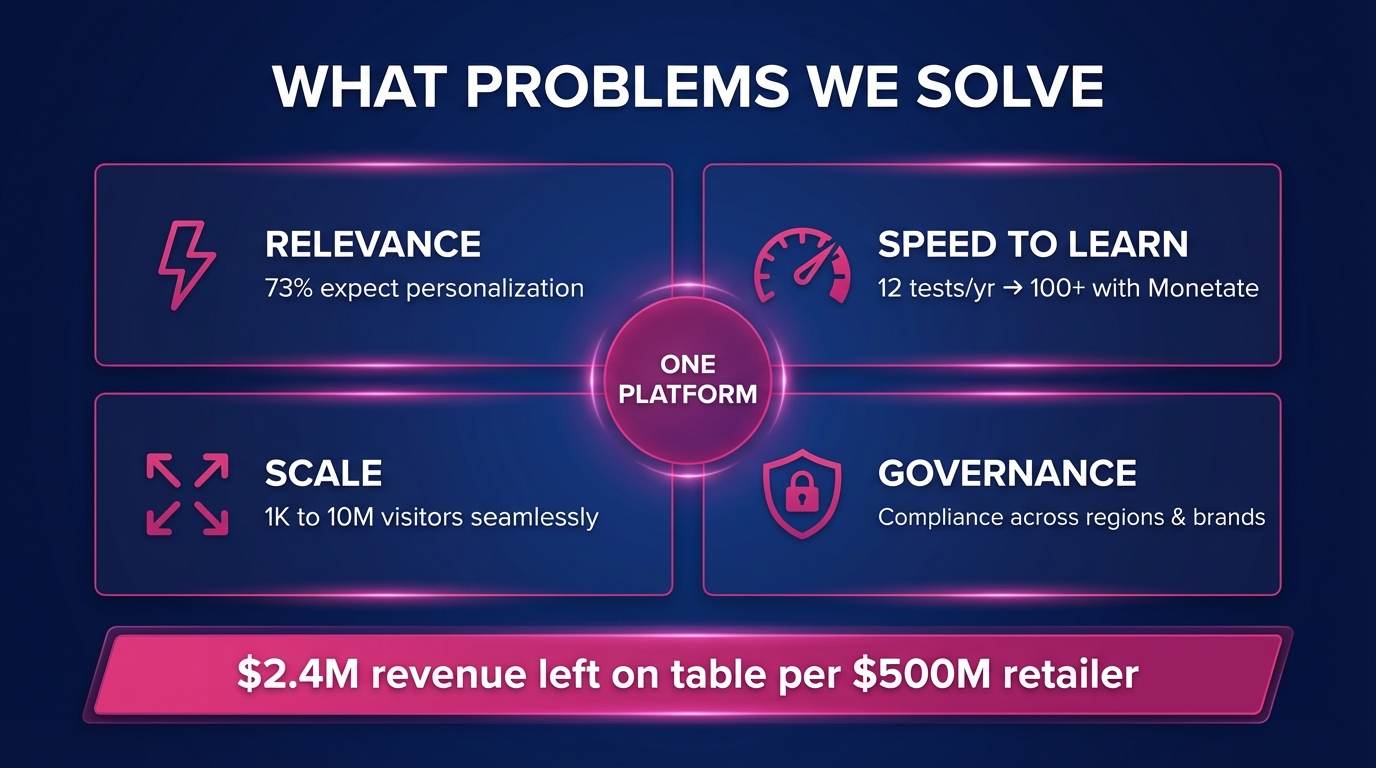 WHAT PROBLEMS WE SOLVE
RELEVANCE
73% expect personalization
SPEED TO LEARN
12 tests/yr → 100+ with Monetate
ONE
PLATFORM
SCALE
1K to 10M visitors seamlessly
GOVERNANCE
Compliance across regions & brands
$2.4M revenue left on table per $500M retailer